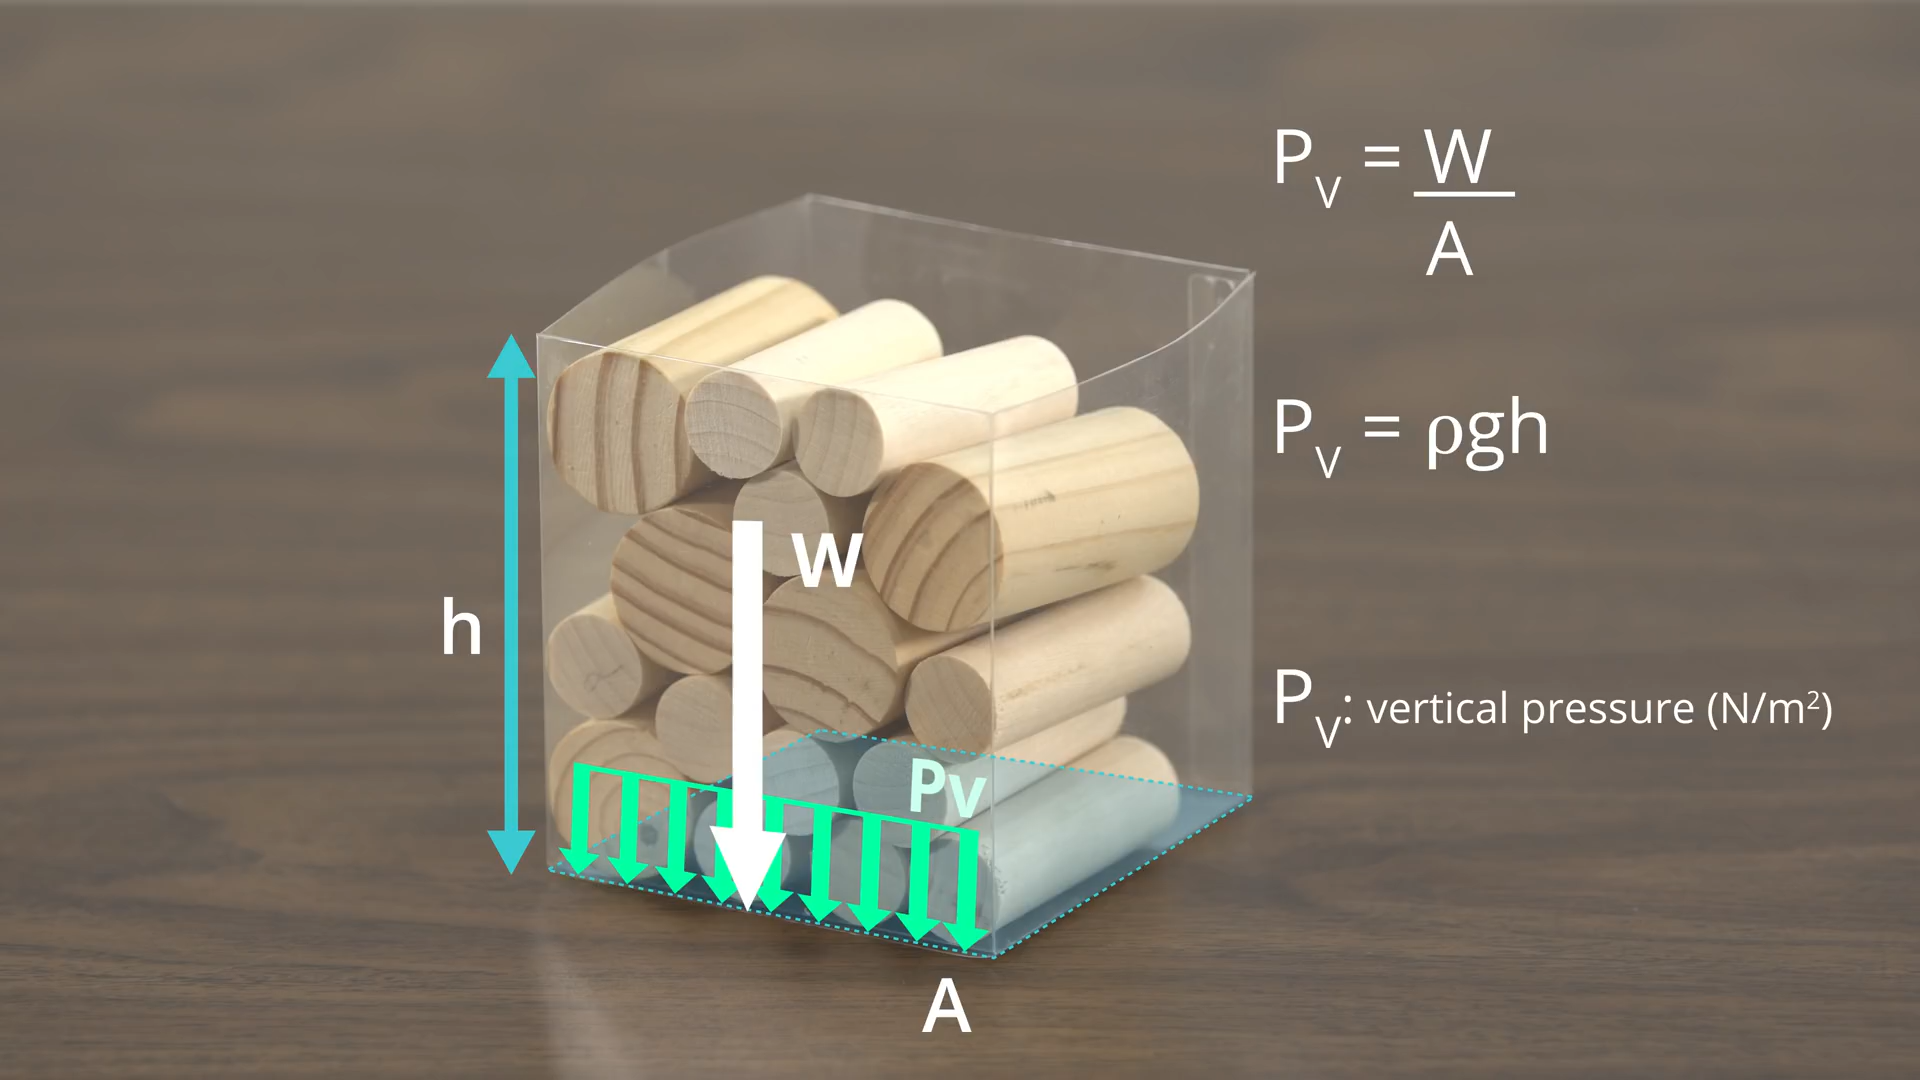 P_V = W
A
P_V = ρgh
W
h
P_V: vertical pressure (N/m²)
Pv
A